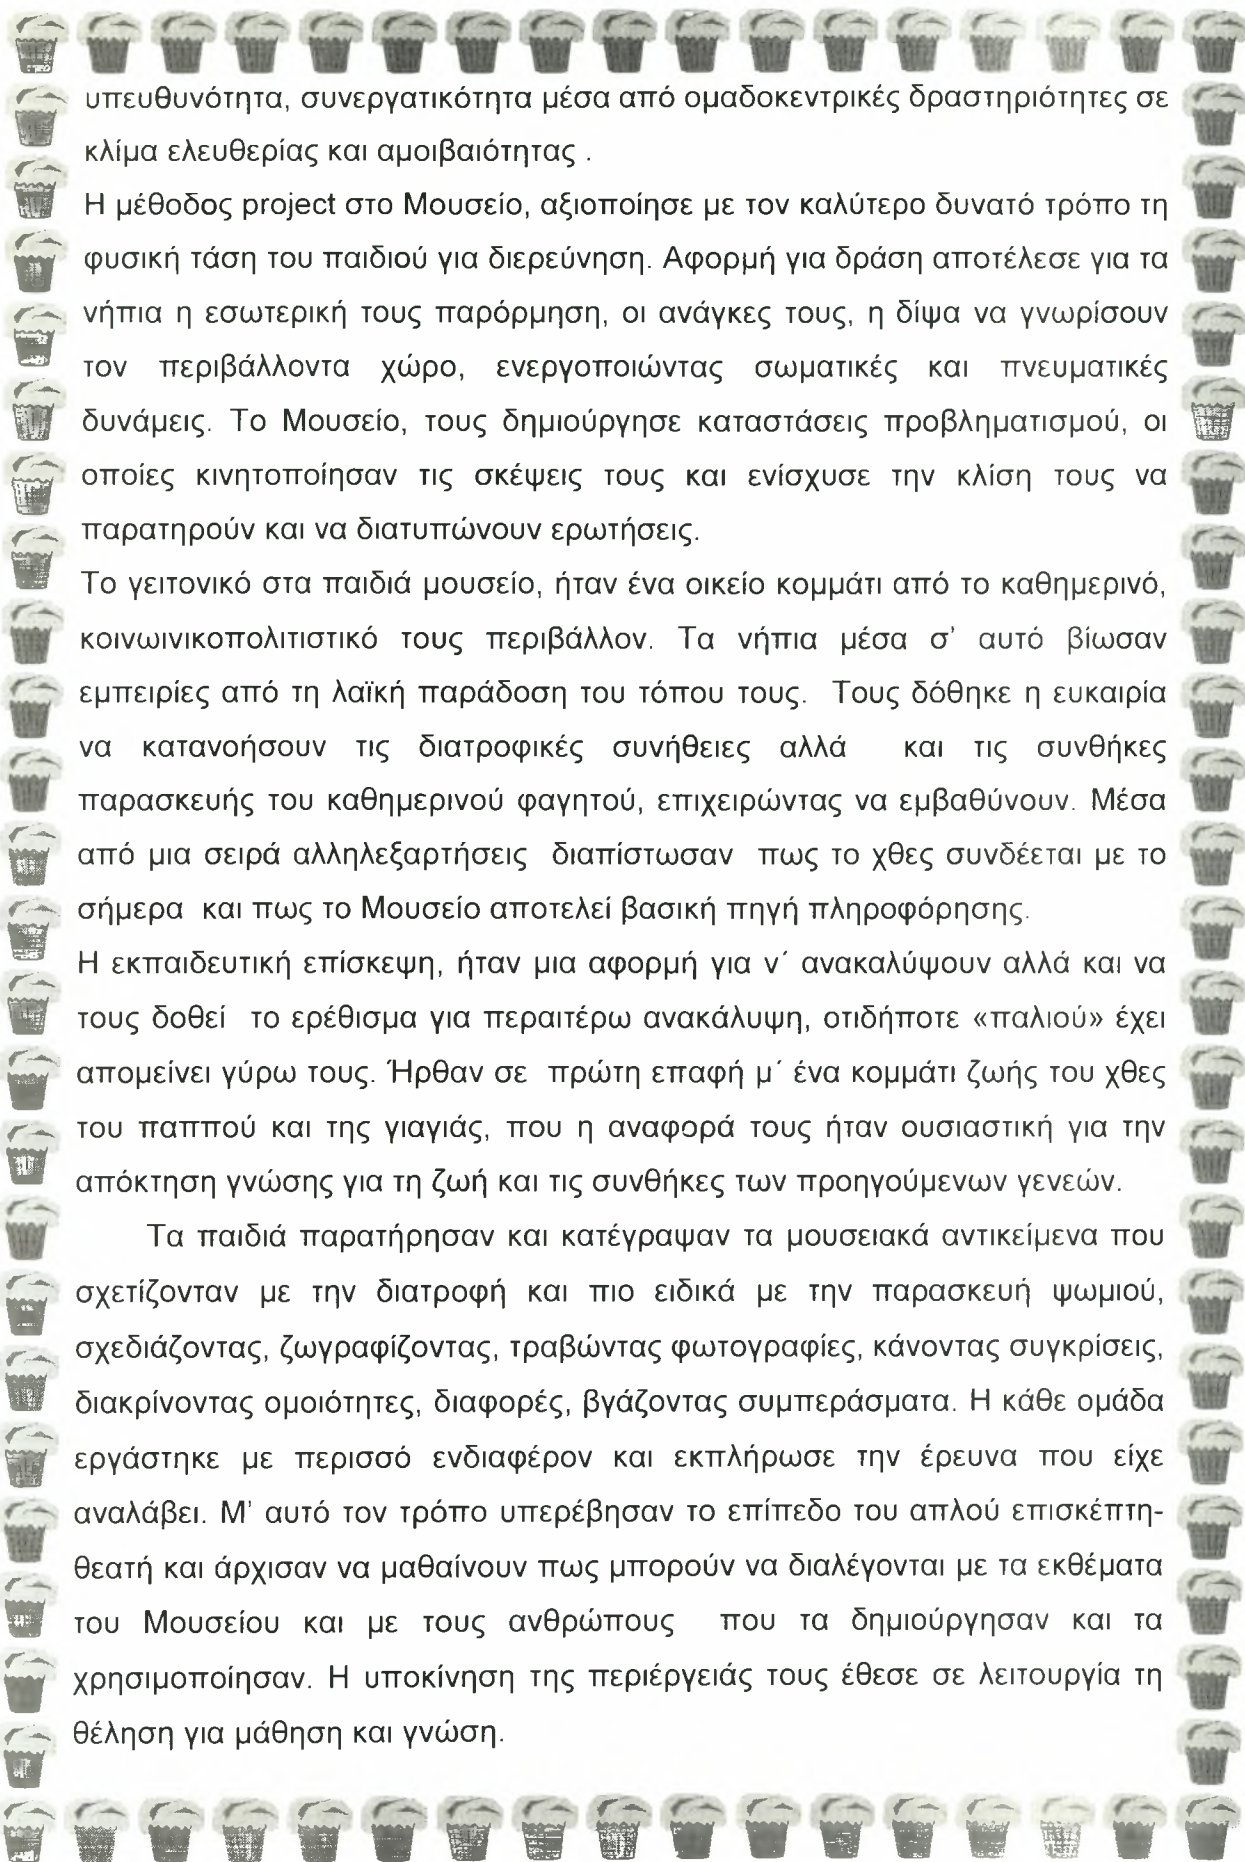 υπευθυνότητα, συνεργατικότητα μέσα από ομαδοκεντρικές δραστηριότητες σε
κλίμα ελευθερίας και αμοιβαιότητας .
Η μέθοδος project στο Μουσείο, αξιοποίησε με τον καλύτερο δυνατό τρόπο τη
φυσική τάση του παιδιού για διερεύνηση. Αφορμή για δράση αποτέλεσε για τα
νήπια η εσωτερική τους παρόρμηση, οι ανάγκες τους, η δίψα να γνωρίσουν
τον περιβάλλοντα χώρο, ενεργοποιώντας σωματικές και πνευματικές
δυνάμεις. Το Μουσείο, τους δημιούργησε καταστάσεις προβληματισμού, οι
οποίες κινητοποίησαν τις σκέψεις τους και ενίσχυσε την κλίση τους να
παρατηρούν και να διατυπώνουν ερωτήσεις.
Το γειτονικό στα παιδιά μουσείο, ήταν ένα οικείο κομμάτι από το καθημερινό,
κοινωινικοπολιτιστικό τους περιβάλλον. Τα νήπια μέσα σ' αυτό βίωσαν
εμπειρίες από τη λαϊκή παράδοση του τόπου τους. Τους δόθηκε η ευκαιρία
να κατανοήσουν τις διατροφικές συνήθειες αλλά και τις συνθήκες
παρασκευής του καθημερινού φαγητού, επιχειρώντας να εμβαθύνουν. Μέσα
από μια σειρά αλληλεξαρτήσεις διαπίστωσαν πως το χθες συνδέεται με το
σήμερα και πως το Μουσείο αποτελεί βασική πηγή πληροφόρησης.
Η εκπαιδευτική επίσκεψη, ήταν μια αφορμή για ν΄ ανακαλύψουν αλλά και να
τους δοθεί το ερέθισμα για περαιτέρω ανακάλυψη, οτιδήποτε «παλιού» έχει
απομείνει γύρω τους. Ήρθαν σε πρώτη επαφή μ΄ ένα κομμάτι ζωής του χθες
του παππού και της γιαγιάς, που η αναφορά τους ήταν ουσιαστική για την
απόκτηση γνώσης για τη ζωή και τις συνθήκες των προηγούμενων γενεών.
Τα παιδιά παρατήρησαν και κατέγραψαν τα μουσειακά αντικείμενα που
σχετίζονταν με την διατροφή και πιο ειδικά με την παρασκευή ψωμιού,
σχεδιάζοντας, ζωγραφίζοντας, τραβώντας φωτογραφίες, κάνοντας συγκρίσεις,
διακρίνοντας ομοιότητες, διαφορές, βγάζοντας συμπεράσματα. Η κάθε ομάδα
εργάστηκε με περισσό ενδιαφέρον και εκπλήρωσε την έρευνα που είχε
αναλάβει. Μ' αυτό τον τρόπο υπερέβησαν το επίπεδο του απλού επισκέπτη-
θεατή και άρχισαν να μαθαίνουν πως μπορούν να διαλέγονται με τα εκθέματα
του Μουσείου και με τους ανθρώπους που τα δημιούργησαν και τα
χρησιμοποίησαν. Η υποκίνηση της περιέργειάς τους έθεσε σε λειτουργία τη
θέληση για μάθηση και γνώση.